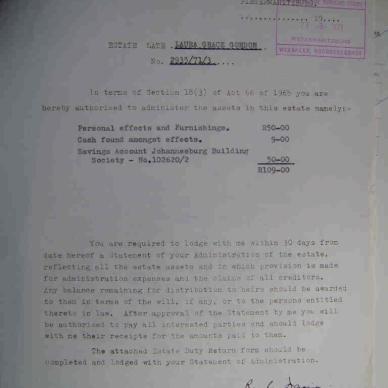 PIETERMARITZBURG.
.............. 19....
ESTATE LATE LAURA GRACE GORDON
No. 2933/71/1 ....
In terms of Section 18(3) of Act 66 of 1965 you are
hereby authorised to administer the assets in this estate namely:-
Personal effects and Furnishings. R50-00
Cash found amongst effects. 9-00
Savings Account Johannesburg Building
Society - No.102620/2 50-00
R109-00
You are required to lodge with me within 30 days from
date hereof a Statement of your Administration of the estate,
reflecting all the estate assets and in which provision is made
for administration expenses and the claims of all creditors.
Any balance remaining for distribution to heirs should be awarded
to them in terms of the will, if any, or to the persons entitled
thereto in law. After approval of the Statement by me you will
be authorised to pay all interested parties and should lodge
with me their receipts for the amounts paid to them.
The attached Estate Duty Return form should be
completed and lodged with your Statement of Administration.